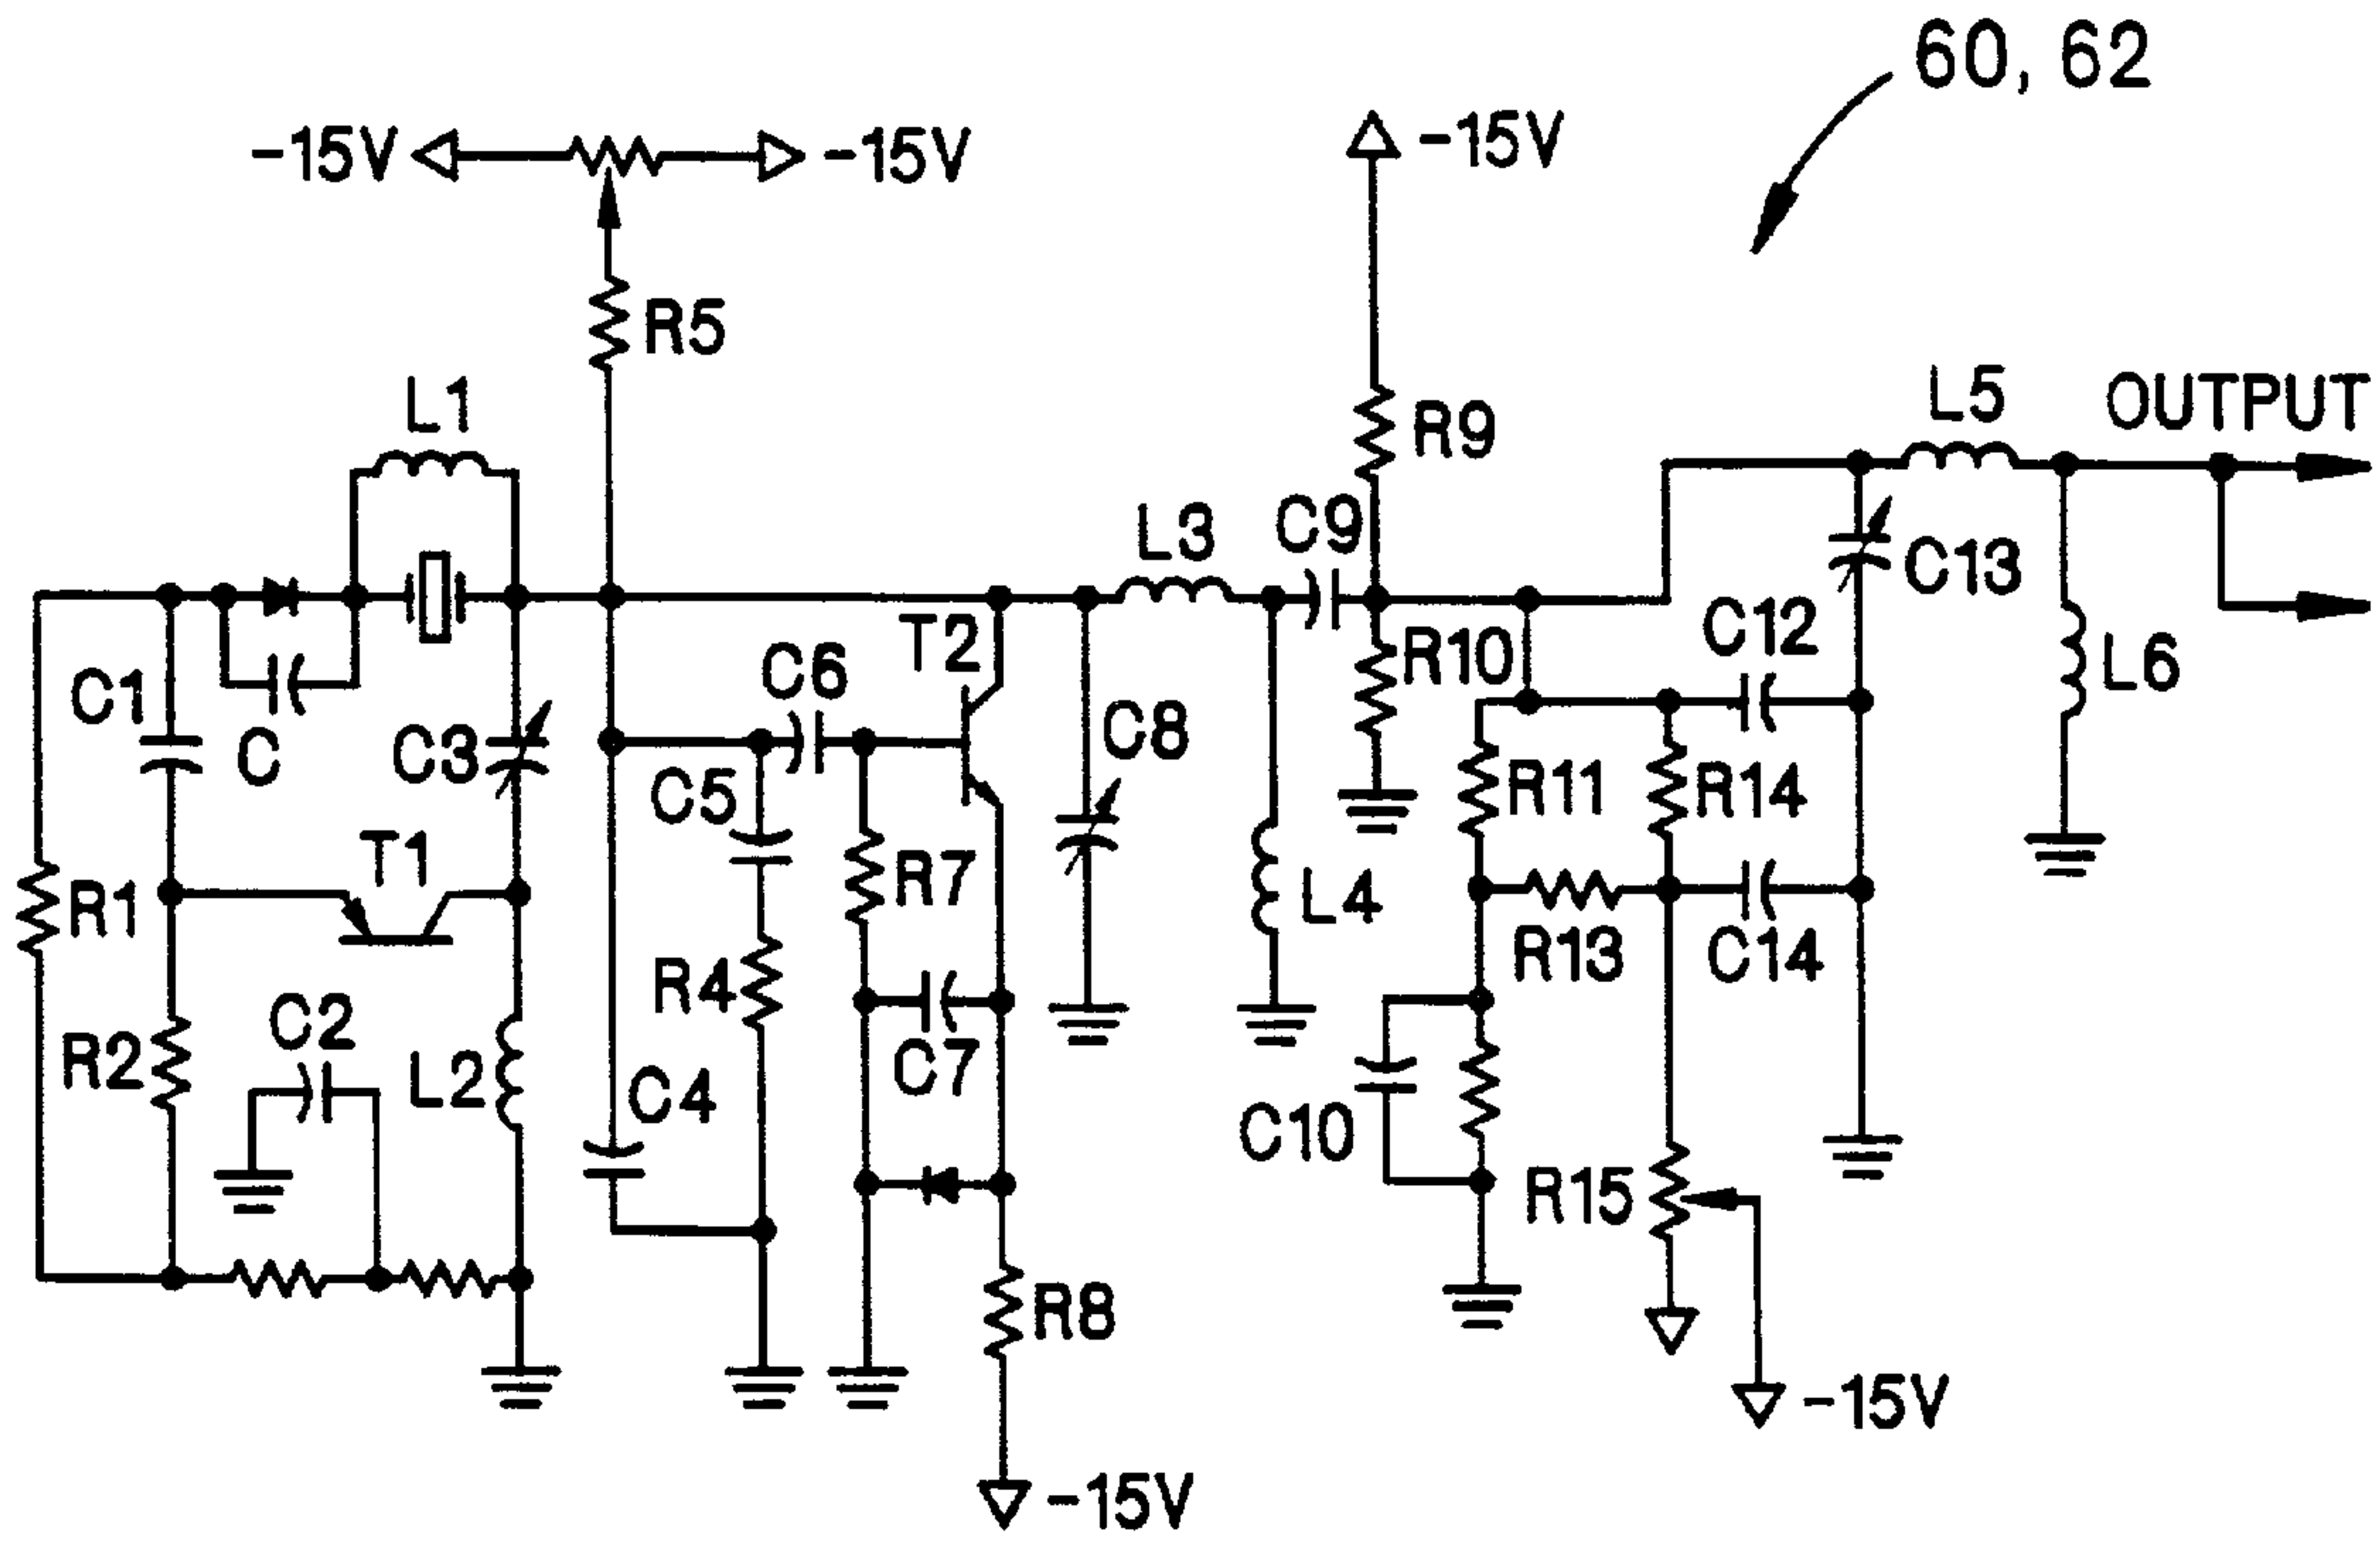 60, 62
-15V
-15V
-15V
R5
L1
R9
L5
OUTPUT
L3
C9
C13
C12
T2
R10
C6
L6
C1
C
C3
C8
C5
R11
R14
T1
R7
R1
L4
R13
C14
R4
C2
R2
L2
C7
C4
C10
R15
R8
-15V
-15V